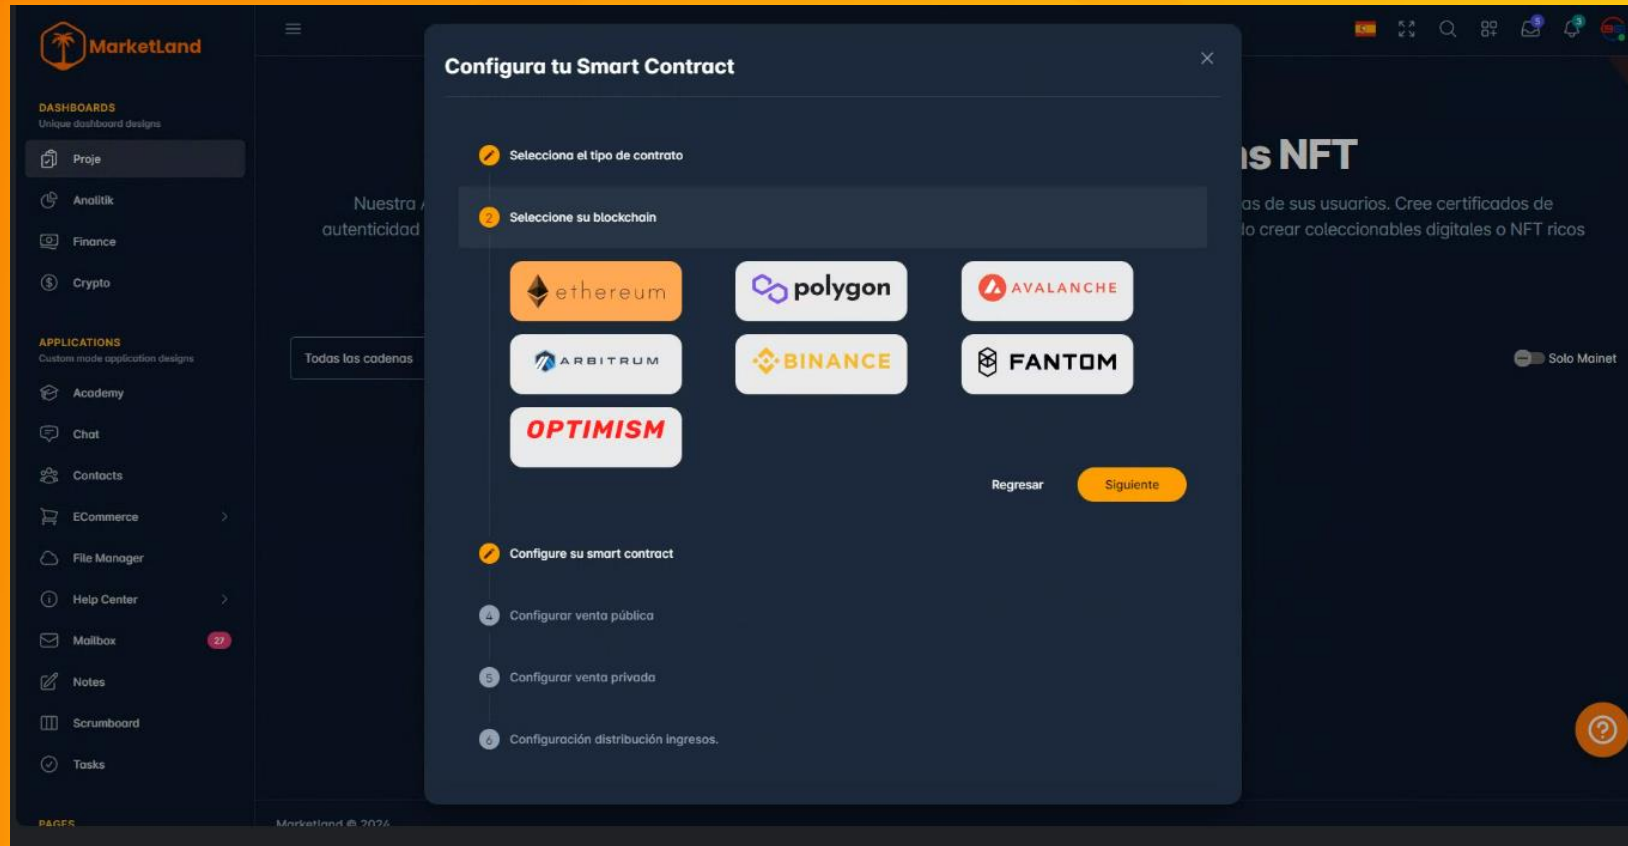 MarketLand
DASHBOARDS
Unique dashboard designs
Proje
Analitik
Finance
Crypto
APPLICATIONS
Custom made application designs
Academy
Chat
Contacts
ECommerce
File Manager
Help Center
Mailbox 27
Notes
Scrumboard
Tasks
PAGES
5
3
s NFT
Nuestra
as de sus usuarios. Cree certificados de
autenticidad
do crear coleccionables digitales o NFT ricos
Todas las cadenas
Solo Mainet
Configura tu Smart Contract
Selecciona el tipo de contrato
2 Seleccione su blockchain
ethereum
polygon
AVALANCHE
ARBITRUM
BINANCE
FANTOM
OPTIMISM
Regresar
Siguiente
Configure su smart contract
4 Configurar venta pública
5 Configurar venta privada
6 Configuración distribución ingresos.
Marketland © 2024